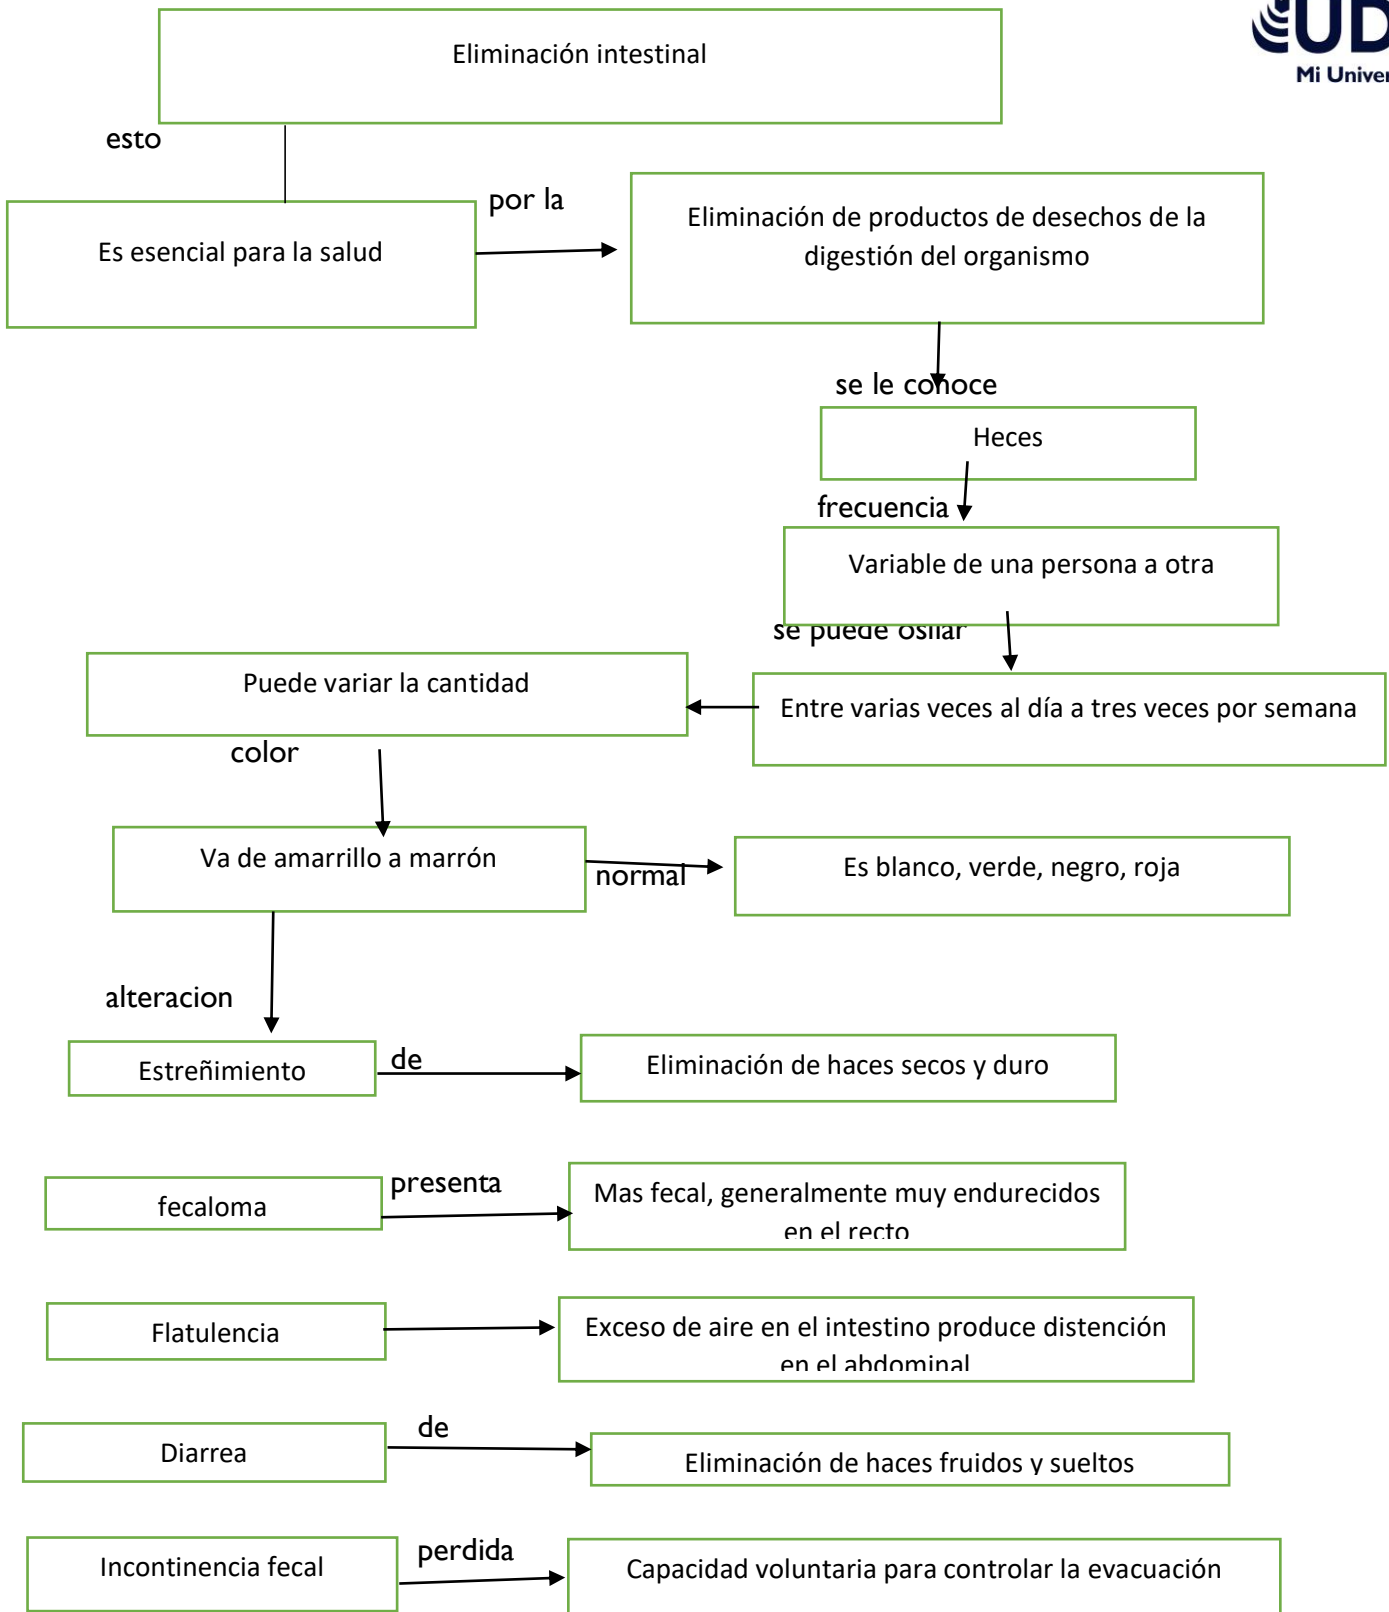 Eliminación intestinal
Mi Univer
esto
por la
Es esencial para la salud
Eliminación de productos de desechos de la
digestión del organismo
se le conoce
Heces
frecuencia
Variable de una persona a otra
se puede osilar
Puede variar la cantidad
Entre varias veces al día a tres veces por semana
color
Va de amarrillo a marrón
normal
Es blanco, verde, negro, roja
alteracion
Estreñimiento
de
Eliminación de haces secos y duro
fecaloma
presenta
Mas fecal, generalmente muy endurecidos
en el recto
Flatulencia
Exceso de aire en el intestino produce distención
en el abdominal
Diarrea
de
Eliminación de haces fruidos y sueltos
Incontinencia fecal
perdida
Capacidad voluntaria para controlar la evacuación